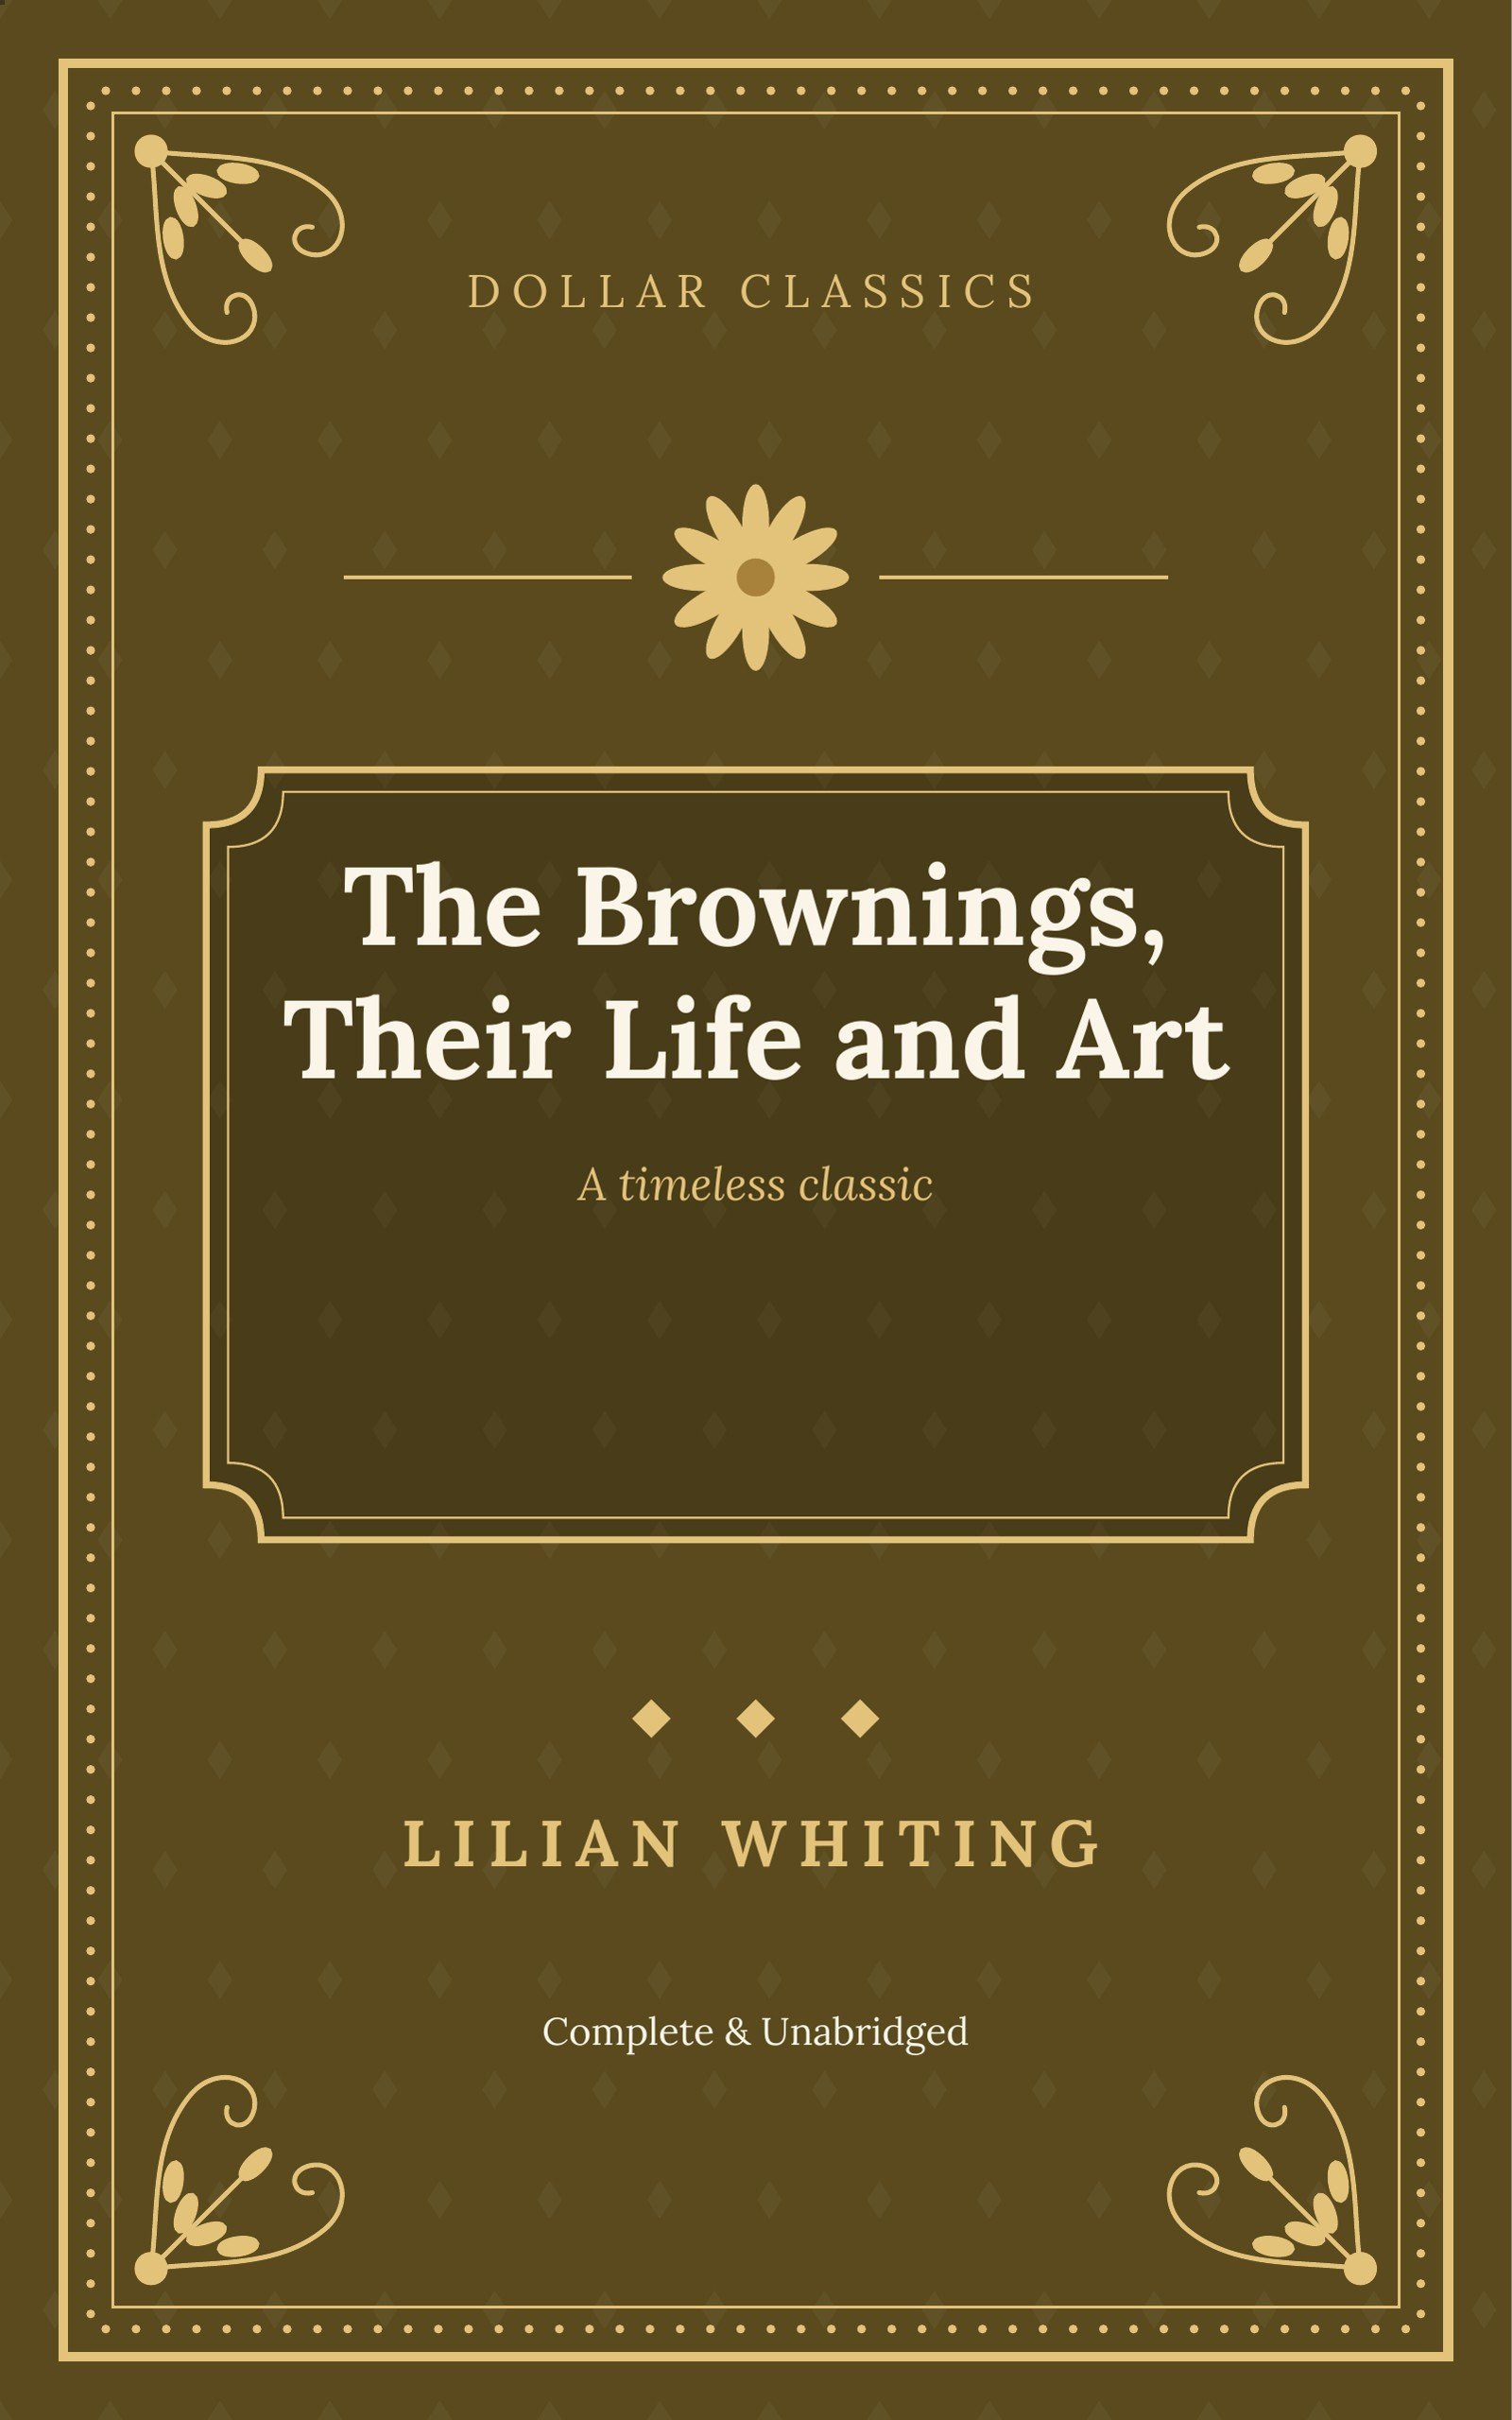 DOLLAR CLASSICS
The Brownings,
Their Life and Art
A timeless classic
LILIAN WHITING
Complete & Unabridged